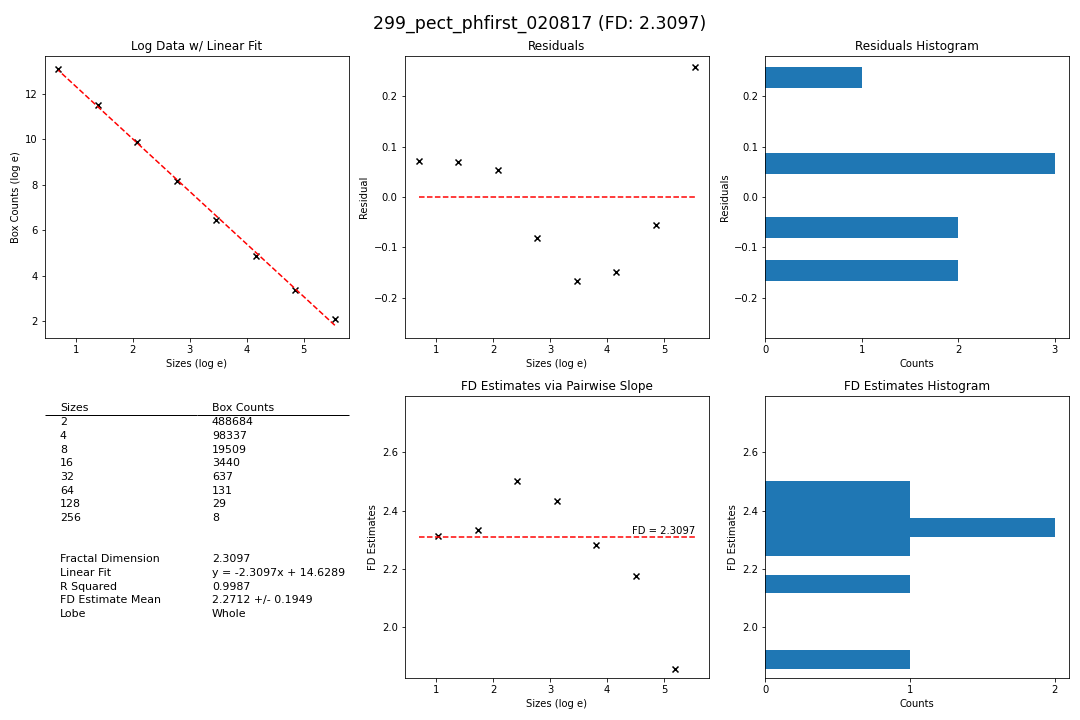 299_pect_phfirst_020817 (FD: 2.3097)
Log Data w/ Linear Fit
Box Counts (log e)
12
10
8
6
4
2
1 2 3 4 5
Sizes (log e)
Residuals
Residual
0.2
0.1
0.0
−0.1
−0.2
1 2 3 4 5
Sizes (log e)
Residuals Histogram
Residuals
0.2
0.1
0.0
−0.1
−0.2
0 1 2 3
Counts
Sizes Box Counts
2 488684
4 98337
8 19509
16 3440
32 637
64 131
128 29
256 8
Fractal Dimension 2.3097
Linear Fit y = -2.3097x + 14.6289
R Squared 0.9987
FD Estimate Mean 2.2712 +/- 0.1949
Lobe Whole
FD Estimates via Pairwise Slope
FD Estimates
2.6
2.4
2.2
2.0
FD = 2.3097
1 2 3 4 5
Sizes (log e)
FD Estimates Histogram
FD Estimates
2.6
2.4
2.2
2.0
0 1 2
Counts